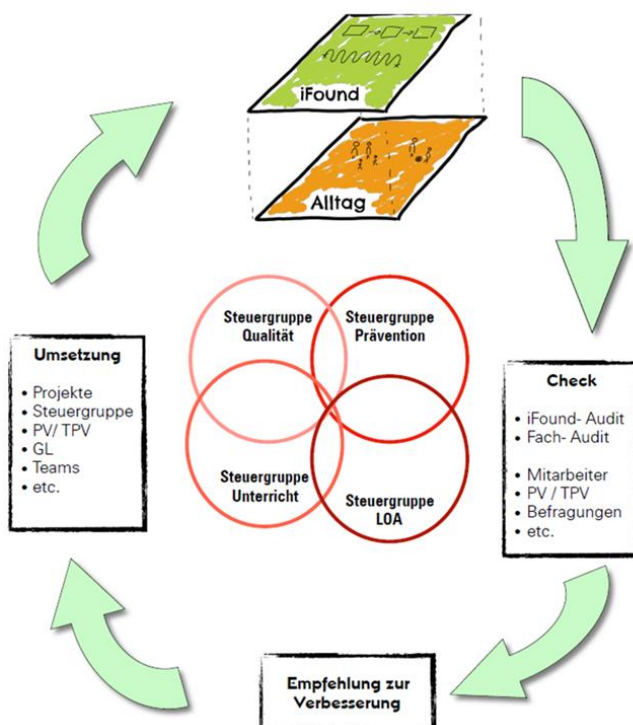 iFound
Alltag
Steuergruppe
Qualität
Steuergruppe
Prävention
Steuergruppe
Unterricht
Steuergruppe
LOA
Umsetzung
• Projekte
• Steuergruppe
• PV/ TPV
• GL
• Teams
• etc.
Check
• iFound- Audit
• Fach- Audit
• Mitarbeiter
• PV / TPV
• Befragungen
• etc.
Empfehlung zur
Verbesserung